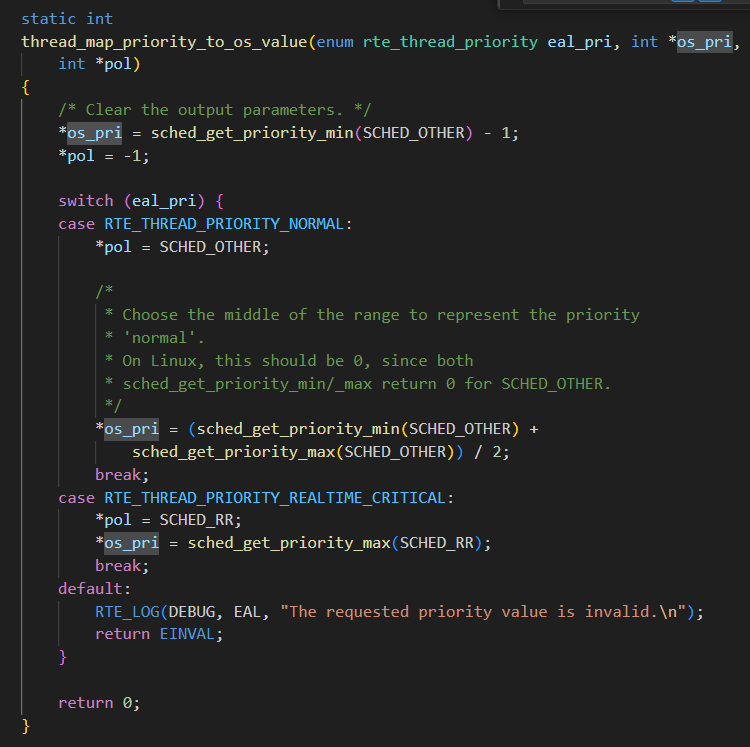 static int
thread_map_priority_to_os_value(enum rte_thread_priority eal_pri, int *os_pri,
    int *pol)
{
    /* Clear the output parameters. */
    *os_pri = sched_get_priority_min(SCHED_OTHER) - 1;
    *pol = -1;

    switch (eal_pri) {
    case RTE_THREAD_PRIORITY_NORMAL:
        *pol = SCHED_OTHER;

        /*
         * Choose the middle of the range to represent the priority
         * 'normal'.
         * On Linux, this should be 0, since both
         * sched_get_priority_min/_max return 0 for SCHED_OTHER.
         */
        *os_pri = (sched_get_priority_min(SCHED_OTHER) +
            sched_get_priority_max(SCHED_OTHER)) / 2;
        break;
    case RTE_THREAD_PRIORITY_REALTIME_CRITICAL:
        *pol = SCHED_RR;
        *os_pri = sched_get_priority_max(SCHED_RR);
        break;
    default:
        RTE_LOG(DEBUG, EAL, "The requested priority value is invalid.\n");
        return EINVAL;
    }

    return 0;
}